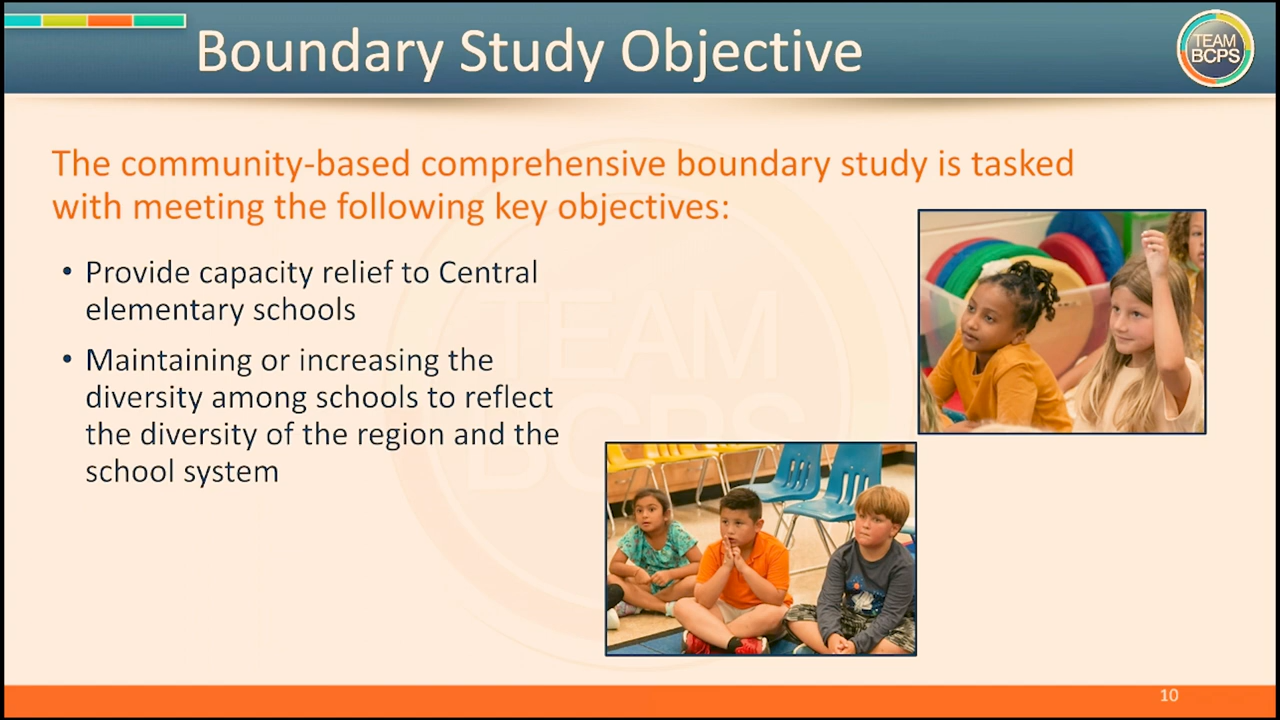 Boundary Study Objective
TEAM
BCPS
The community-based comprehensive boundary study is tasked
with meeting the following key objectives:
• Provide capacity relief to Central
elementary schools
• Maintaining or increasing the
diversity among schools to reflect
the diversity of the region and the
school system
TEAM
BCPS
10